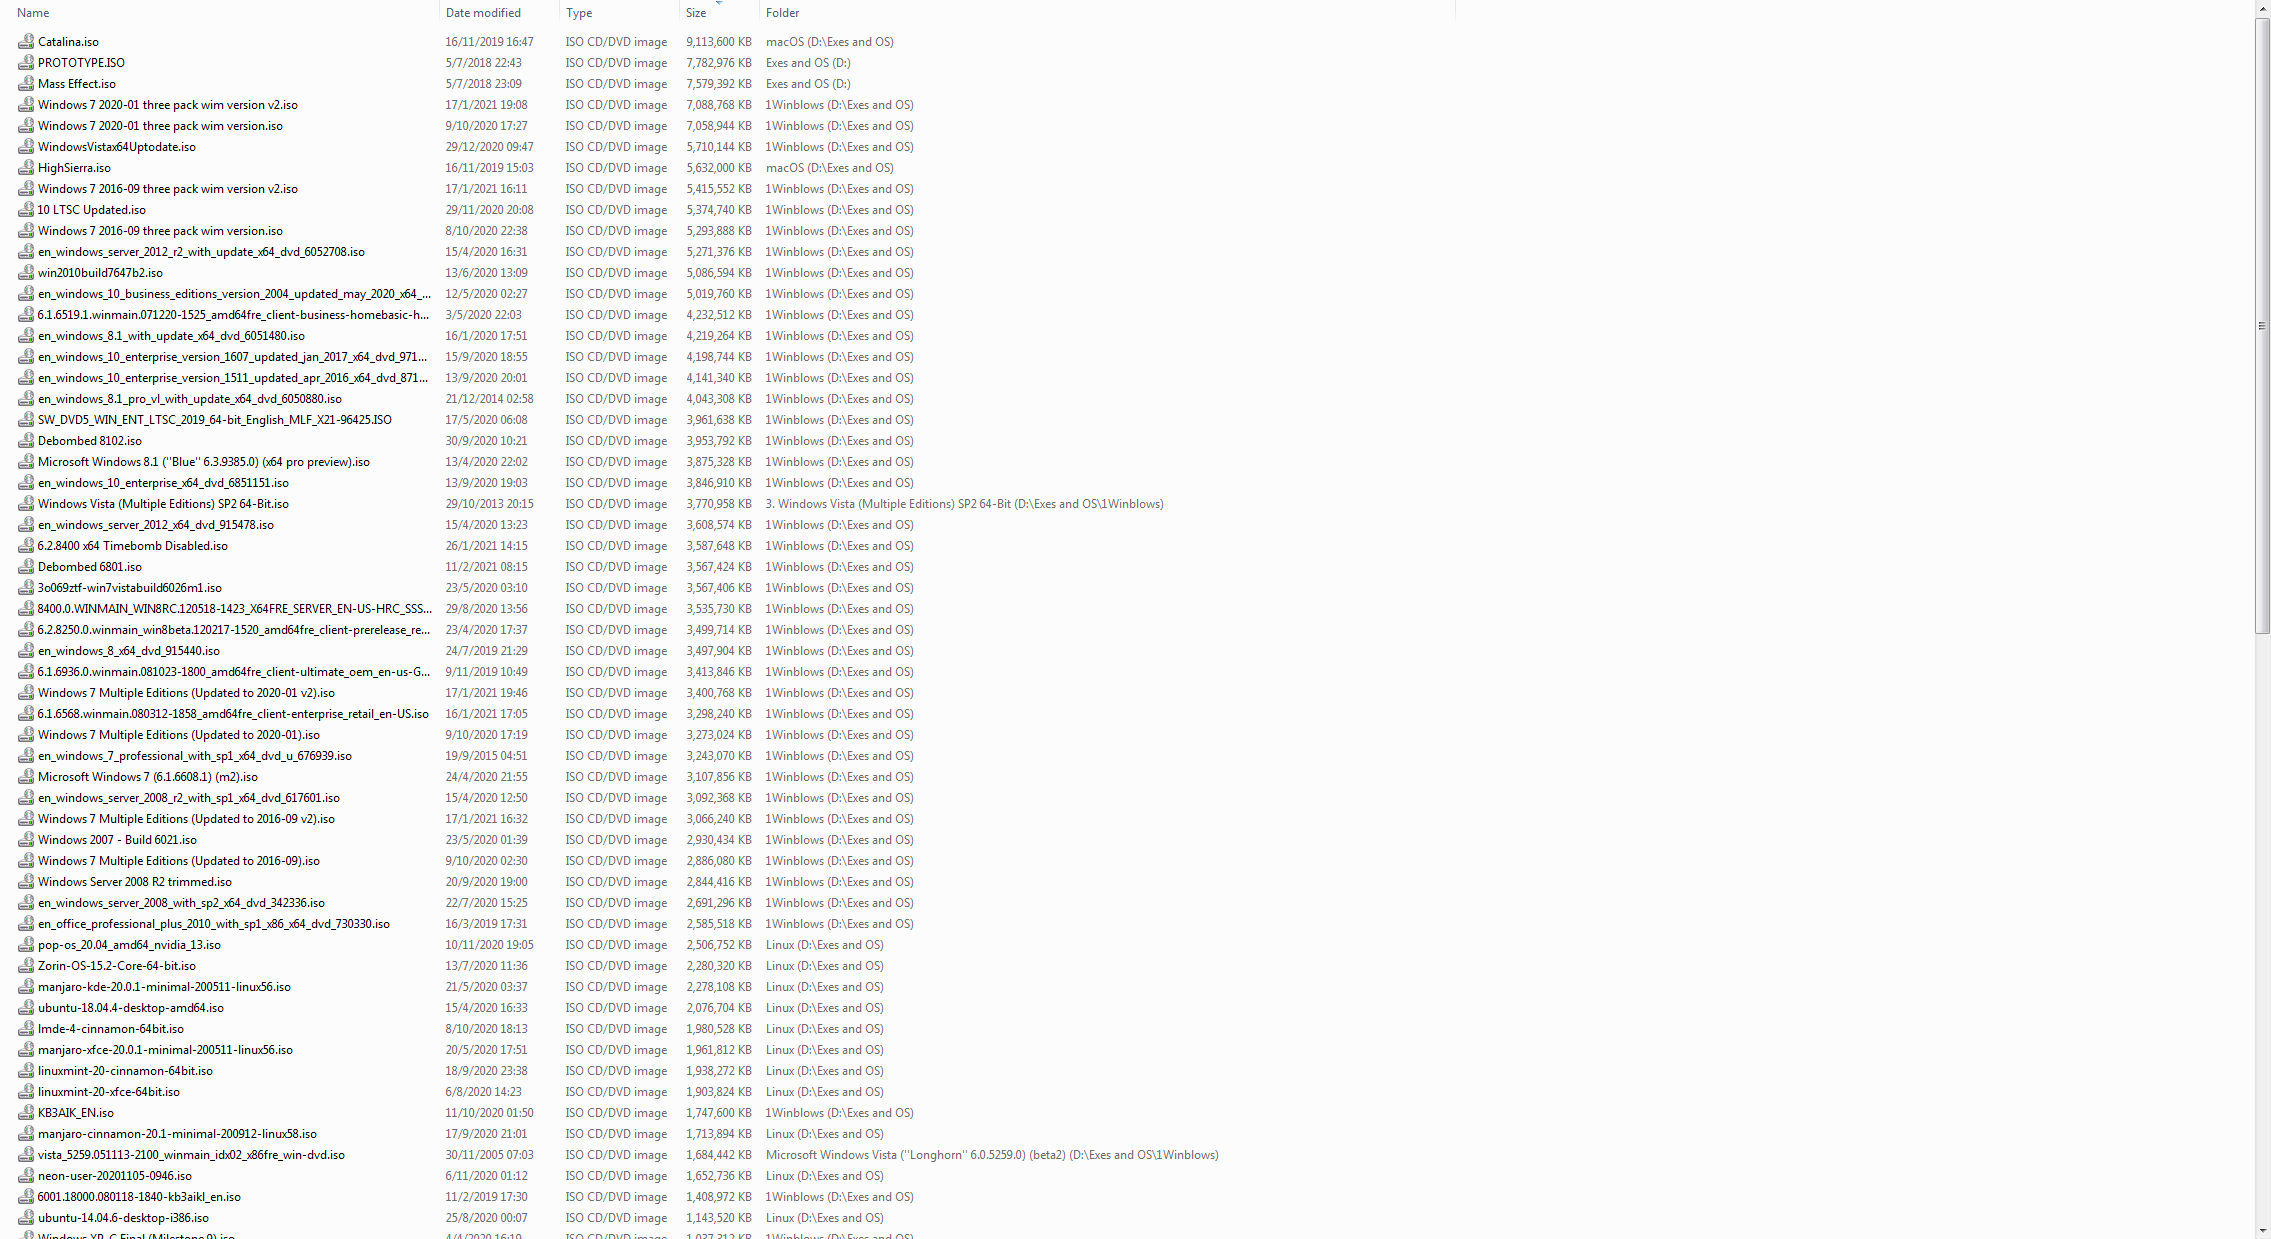 Name Date modified Type Size Folder
Catalina.iso 16/11/2019 16:47 ISO CD/DVD image 9,113,600 KB macOS (D:\Exes and OS)
PROTOTYPE.ISO 5/7/2018 22:43 ISO CD/DVD image 7,782,976 KB Exes and OS (D:)
Mass Effect.iso 5/7/2018 23:09 ISO CD/DVD image 7,579,392 KB Exes and OS (D:)
Windows 7 2020-01 three pack wim version v2.iso 17/1/2021 19:08 ISO CD/DVD image 7,088,768 KB 1Winblows (D:\Exes and OS)
Windows 7 2020-01 three pack wim version.iso 9/10/2020 17:27 ISO CD/DVD image 7,058,944 KB 1Winblows (D:\Exes and OS)
WindowsVistax64Uptodate.iso 29/12/2020 09:47 ISO CD/DVD image 5,710,144 KB 1Winblows (D:\Exes and OS)
HighSierra.iso 16/11/2019 15:03 ISO CD/DVD image 5,632,000 KB macOS (D:\Exes and OS)
Windows 7 2016-09 three pack wim version v2.iso 17/1/2021 16:11 ISO CD/DVD image 5,415,552 KB 1Winblows (D:\Exes and OS)
10 LTSC Updated.iso 29/11/2020 20:08 ISO CD/DVD image 5,374,740 KB 1Winblows (D:\Exes and OS)
Windows 7 2016-09 three pack wim version.iso 8/10/2020 22:38 ISO CD/DVD image 5,293,888 KB 1Winblows (D:\Exes and OS)
en_windows_server_2012_r2_with_update_x64_dvd_6052708.iso 15/4/2020 16:31 ISO CD/DVD image 5,271,376 KB 1Winblows (D:\Exes and OS)
win2010build7647b2.iso 13/6/2020 13:09 ISO CD/DVD image 5,086,594 KB 1Winblows (D:\Exes and OS)
en_windows_10_business_editions_version_2004_updated_may_2020_x64_... 12/5/2020 02:27 ISO CD/DVD image 5,019,760 KB 1Winblows (D:\Exes and OS)
6.1.6519.1.winmain.071220-1525_amd64fre_client-business-homebasic-h... 3/5/2020 22:03 ISO CD/DVD image 4,232,512 KB 1Winblows (D:\Exes and OS)
en_windows_8.1_with_update_x64_dvd_6051480.iso 16/1/2020 17:51 ISO CD/DVD image 4,219,264 KB 1Winblows (D:\Exes and OS)
en_windows_10_enterprise_version_1607_updated_jan_2017_x64_dvd_971... 15/9/2020 18:55 ISO CD/DVD image 4,198,744 KB 1Winblows (D:\Exes and OS)
en_windows_10_enterprise_version_1511_updated_apr_2016_x64_dvd_871... 13/9/2020 20:01 ISO CD/DVD image 4,141,340 KB 1Winblows (D:\Exes and OS)
en_windows_8.1_pro_vl_with_update_x64_dvd_6050880.iso 21/12/2014 02:58 ISO CD/DVD image 4,043,308 KB 1Winblows (D:\Exes and OS)
SW_DVD5_WIN_ENT_LTSC_2019_64-bit_English_MLF_X21-96425.ISO 17/5/2020 06:08 ISO CD/DVD image 3,961,638 KB 1Winblows (D:\Exes and OS)
Debombed 8102.iso 30/9/2020 10:21 ISO CD/DVD image 3,953,792 KB 1Winblows (D:\Exes and OS)
Microsoft Windows 8.1 (''Blue'' 6.3.9385.0) (x64 pro preview).iso 13/4/2020 22:02 ISO CD/DVD image 3,875,328 KB 1Winblows (D:\Exes and OS)
en_windows_10_enterprise_x64_dvd_6851151.iso 13/9/2020 19:03 ISO CD/DVD image 3,846,910 KB 1Winblows (D:\Exes and OS)
Windows Vista (Multiple Editions) SP2 64-Bit.iso 29/10/2013 20:15 ISO CD/DVD image 3,770,958 KB 3. Windows Vista (Multiple Editions) SP2 64-Bit (D:\Exes and OS\1Winblows)
en_windows_server_2012_x64_dvd_915478.iso 15/4/2020 13:23 ISO CD/DVD image 3,608,574 KB 1Winblows (D:\Exes and OS)
6.2.8400 x64 Timebomb Disabled.iso 26/1/2021 14:15 ISO CD/DVD image 3,587,648 KB 1Winblows (D:\Exes and OS)
Debombed 6801.iso 11/2/2021 08:15 ISO CD/DVD image 3,567,424 KB 1Winblows (D:\Exes and OS)
3o069ztf-win7vistabuild6026m1.iso 23/5/2020 03:10 ISO CD/DVD image 3,567,406 KB 1Winblows (D:\Exes and OS)
8400.0.WINMAIN_WIN8RC.120518-1423_X64FRE_SERVER_EN-US-HRC_SSS... 29/8/2020 13:56 ISO CD/DVD image 3,535,730 KB 1Winblows (D:\Exes and OS)
6.2.8250.0.winmain_win8beta.120217-1520_amd64fre_client-prerelease_re... 23/4/2020 17:37 ISO CD/DVD image 3,499,714 KB 1Winblows (D:\Exes and OS)
en_windows_8_x64_dvd_915440.iso 24/7/2019 21:29 ISO CD/DVD image 3,497,904 KB 1Winblows (D:\Exes and OS)
6.1.6936.0.winmain.081023-1800_amd64fre_client-ultimate_oem_en-us-G... 9/11/2019 10:49 ISO CD/DVD image 3,413,846 KB 1Winblows (D:\Exes and OS)
Windows 7 Multiple Editions (Updated to 2020-01 v2).iso 17/1/2021 19:46 ISO CD/DVD image 3,400,768 KB 1Winblows (D:\Exes and OS)
6.1.6568.winmain.080312-1858_amd64fre_client-enterprise_retail_en-US.iso 16/1/2021 17:05 ISO CD/DVD image 3,298,240 KB 1Winblows (D:\Exes and OS)
Windows 7 Multiple Editions (Updated to 2020-01).iso 9/10/2020 17:19 ISO CD/DVD image 3,273,024 KB 1Winblows (D:\Exes and OS)
en_windows_7_professional_with_sp1_x64_dvd_u_676939.iso 19/9/2015 04:51 ISO CD/DVD image 3,243,070 KB 1Winblows (D:\Exes and OS)
Microsoft Windows 7 (6.1.6608.1) (m2).iso 24/4/2020 21:55 ISO CD/DVD image 3,107,856 KB 1Winblows (D:\Exes and OS)
en_windows_server_2008_r2_with_sp1_x64_dvd_617601.iso 15/4/2020 12:50 ISO CD/DVD image 3,092,368 KB 1Winblows (D:\Exes and OS)
Windows 7 Multiple Editions (Updated to 2016-09 v2).iso 17/1/2021 16:32 ISO CD/DVD image 3,066,240 KB 1Winblows (D:\Exes and OS)
Windows 2007 - Build 6021.iso 23/5/2020 01:39 ISO CD/DVD image 2,930,434 KB 1Winblows (D:\Exes and OS)
Windows 7 Multiple Editions (Updated to 2016-09).iso 9/10/2020 02:30 ISO CD/DVD image 2,886,080 KB 1Winblows (D:\Exes and OS)
Windows Server 2008 R2 trimmed.iso 20/9/2020 19:00 ISO CD/DVD image 2,844,416 KB 1Winblows (D:\Exes and OS)
en_windows_server_2008_with_sp2_x64_dvd_342336.iso 22/7/2020 15:25 ISO CD/DVD image 2,691,296 KB 1Winblows (D:\Exes and OS)
en_office_professional_plus_2010_with_sp1_x86_x64_dvd_730330.iso 16/3/2019 17:31 ISO CD/DVD image 2,585,518 KB 1Winblows (D:\Exes and OS)
pop-os_20.04_amd64_nvidia_13.iso 10/11/2020 19:05 ISO CD/DVD image 2,506,752 KB Linux (D:\Exes and OS)
Zorin-OS-15.2-Core-64-bit.iso 13/7/2020 11:36 ISO CD/DVD image 2,280,320 KB Linux (D:\Exes and OS)
manjaro-kde-20.0.1-minimal-200511-linux56.iso 21/5/2020 03:37 ISO CD/DVD image 2,278,108 KB Linux (D:\Exes and OS)
ubuntu-18.04.4-desktop-amd64.iso 15/4/2020 16:33 ISO CD/DVD image 2,076,704 KB Linux (D:\Exes and OS)
lmde-4-cinnamon-64bit.iso 8/10/2020 18:13 ISO CD/DVD image 1,980,528 KB Linux (D:\Exes and OS)
manjaro-xfce-20.0.1-minimal-200511-linux56.iso 20/5/2020 17:51 ISO CD/DVD image 1,961,812 KB Linux (D:\Exes and OS)
linuxmint-20-cinnamon-64bit.iso 18/9/2020 23:38 ISO CD/DVD image 1,938,272 KB Linux (D:\Exes and OS)
linuxmint-20-xfce-64bit.iso 6/8/2020 14:23 ISO CD/DVD image 1,903,824 KB Linux (D:\Exes and OS)
KB3AIK_EN.iso 11/10/2020 01:50 ISO CD/DVD image 1,747,600 KB 1Winblows (D:\Exes and OS)
manjaro-cinnamon-20.1-minimal-200912-linux58.iso 17/9/2020 21:01 ISO CD/DVD image 1,713,894 KB Linux (D:\Exes and OS)
vista_5259.051113-2100_winmain_idx02_x86fre_win-dvd.iso 30/11/2005 07:03 ISO CD/DVD image 1,684,442 KB Microsoft Windows Vista (''Longhorn'' 6.0.5259.0) (beta2) (D:\Exes and OS\1Winblows)
neon-user-20201105-0946.iso 6/11/2020 01:12 ISO CD/DVD image 1,652,736 KB Linux (D:\Exes and OS)
6001.18000.080118-1840-kb3aikl_en.iso 11/2/2019 17:30 ISO CD/DVD image 1,408,972 KB 1Winblows (D:\Exes and OS)
ubuntu-14.04.6-desktop-i386.iso 25/8/2020 00:07 ISO CD/DVD image 1,143,520 KB Linux (D:\Exes and OS)
Windows XP C Final (Milestone 9).iso 4/4/2020 16:19 ISO CD/DVD image 1,037,312 KB 1Winblows (D:\Exes and OS)